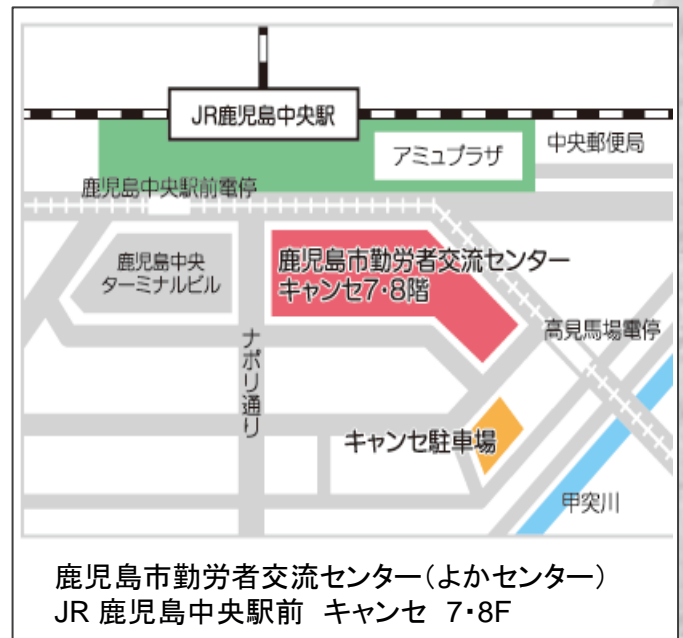 JR鹿児島中央駅
アミュプラザ
中央郵便局
鹿児島中央駅前電停
鹿児島中央
ターミナルビル
鹿児島市勤労者交流センター
キャンセ7・8階
高見馬場電停
ナポリ通り
キャンセ駐車場
甲突川
鹿児島市勤労者交流センター(よかセンター)
JR 鹿児島中央駅前 キャンセ 7・8F